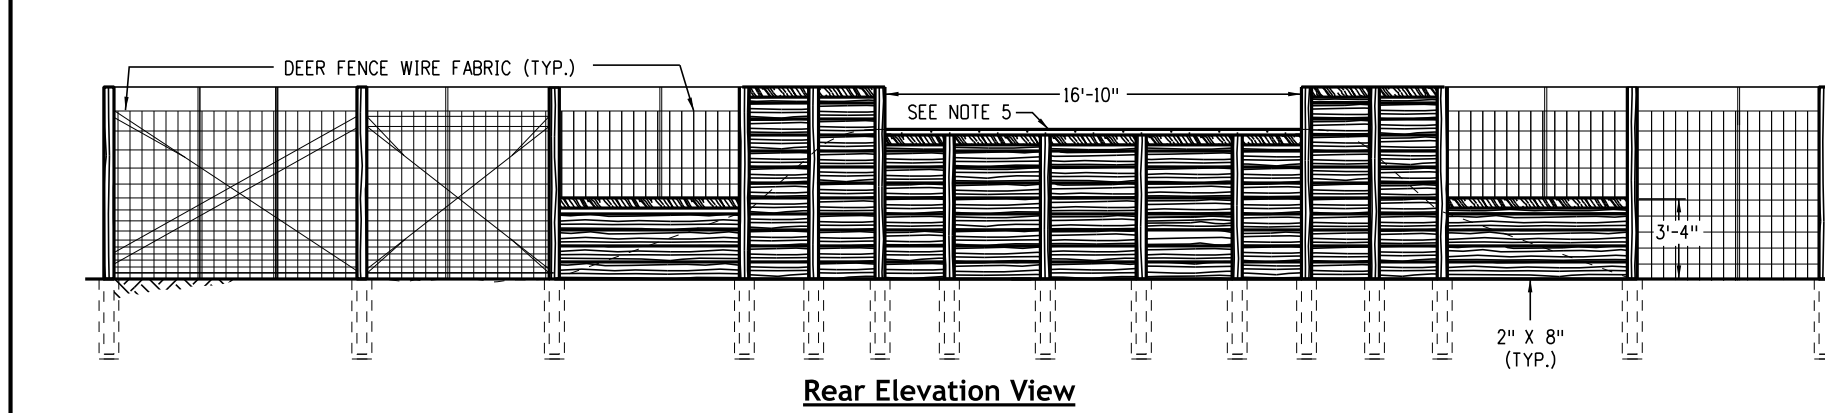 DEER FENCE WIRE FABRIC (TYP.)
16'-10"
SEE NOTE 5
3'-4"
2" X 8"
(TYP.)
Rear Elevation View